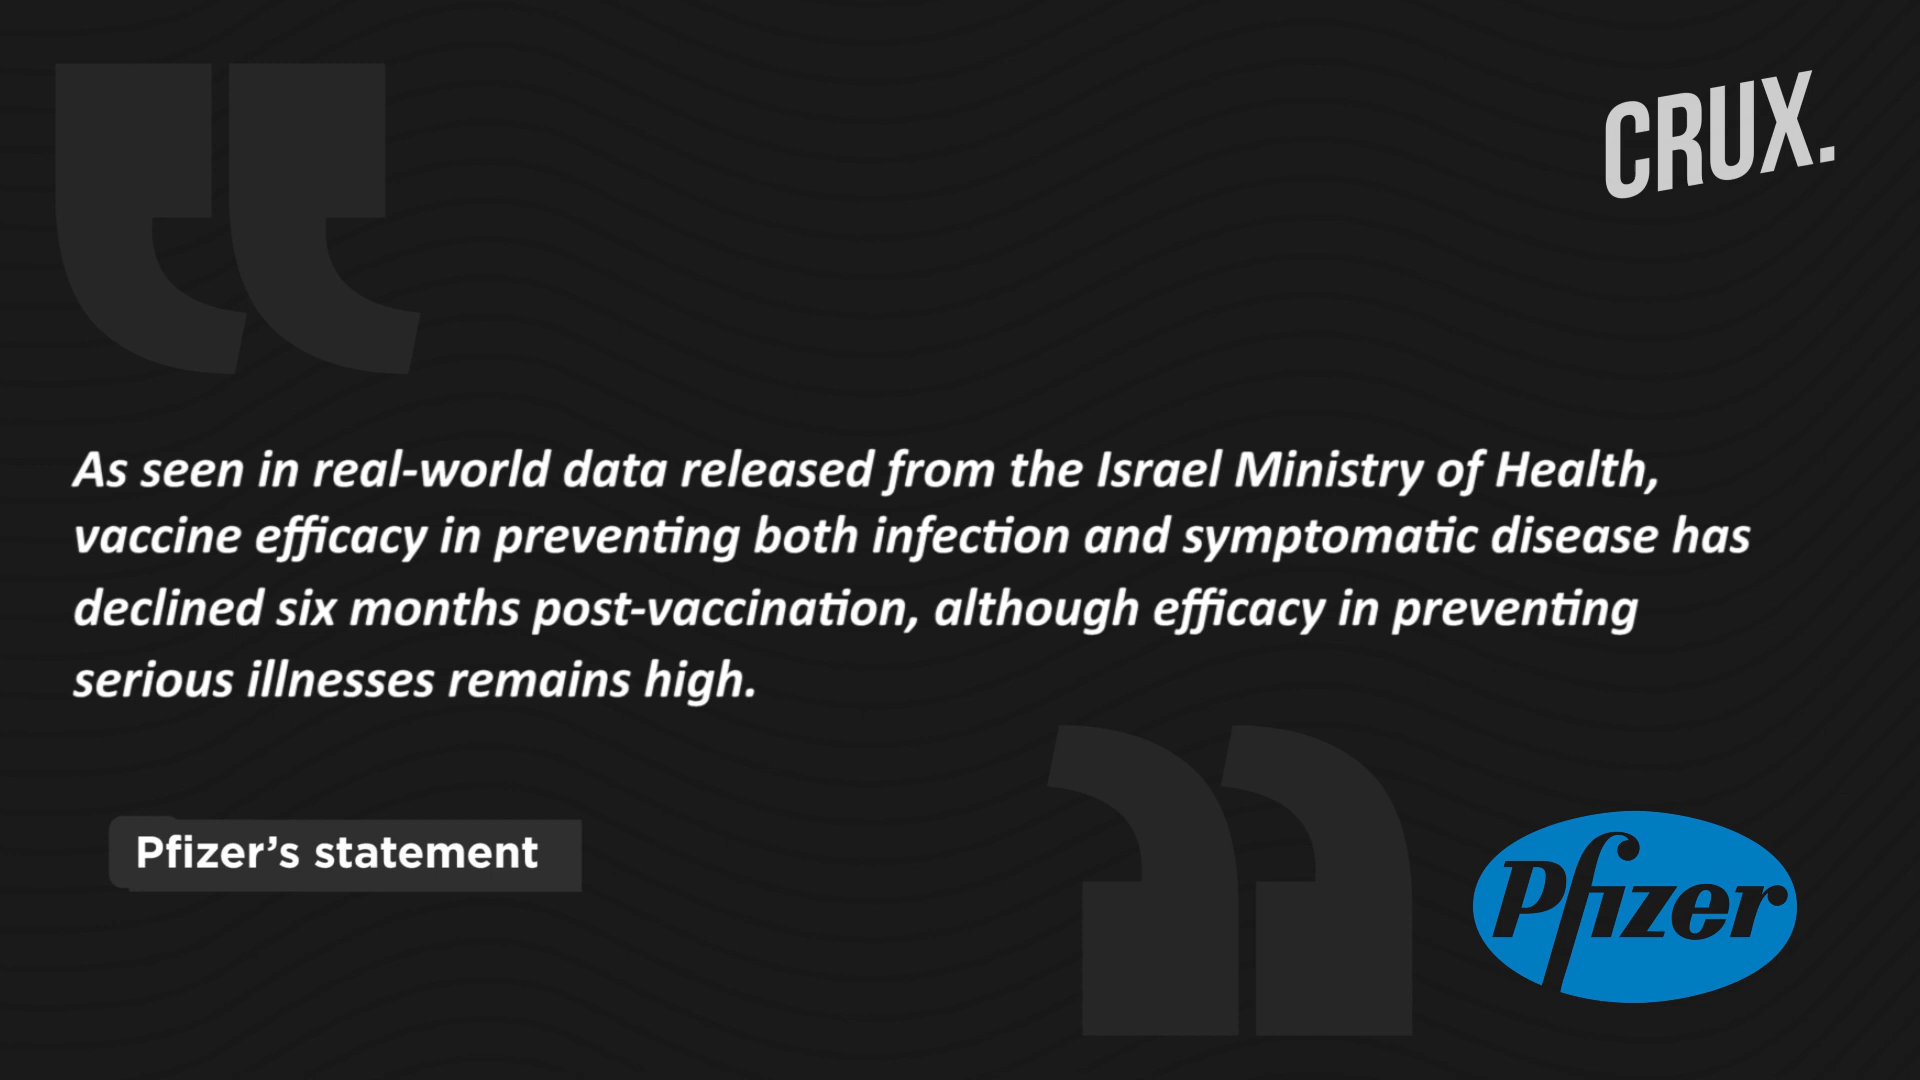 CRUX.
As seen in real-world data released from the Israel Ministry of Health,
vaccine efficacy in preventing both infection and symptomatic disease has
declined six months post-vaccination, although efficacy in preventing
serious illnesses remains high.
Pfizer’s statement
Pfizer